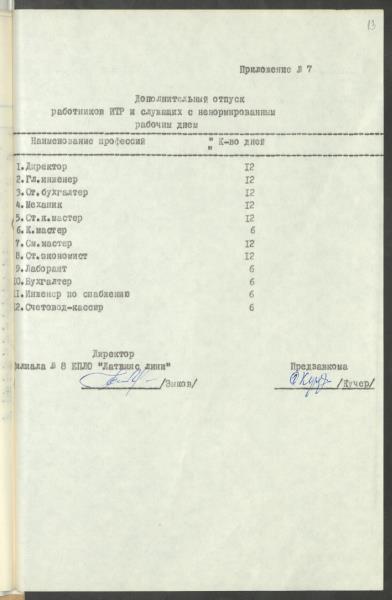 13
Приложение № 7
Дополнительный отпуск
работников ИТР и служащих с ненормированным
рабочим днем
Наименование профессий " К-во дней
"
1. Директор 12
2. Гл.инженер 12
3. Ст.бухгалтер 12
4. Механик 12
5. Ст.к.мастер 12
6. К.мастер 6
7. См.мастер 12
8. Ст.экономист 12
9. Лаборант 6
10. Бухгалтер 6
11. Инженер по снабжению 6
12. Счетовод-кассир 6
Директор
филиала № 8 КПЛО "Латвияс лини" Предзавкома
/Зыков/ /Кучер/